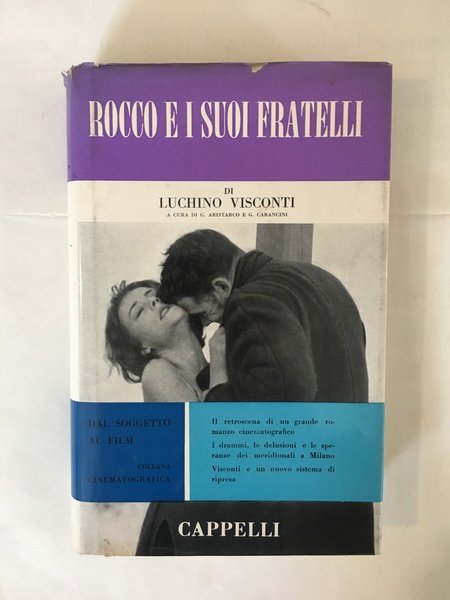 ROCCO E I SUOI FRATELLI
DI
LUCHINO VISCONTI
A CURA DI G. ARISTARCO E G. CARANCINI
DAL SOGGETTO
AL FILM
COLLANA
CINEMATOGRAFICA
Il retroscena di un grande ro-
manzo cinematografico
I drammi, le delusioni e le spe-
ranze dei meridionali a Milano
Visconti e un nuovo sistema di
ripresa
CAPPELLI